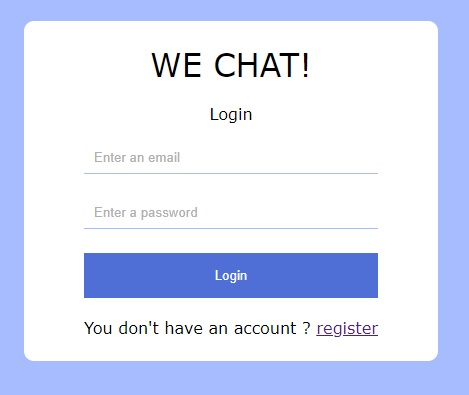 WE CHAT!
Login
Enter an email
Enter a password
Login
You don't have an account ? register